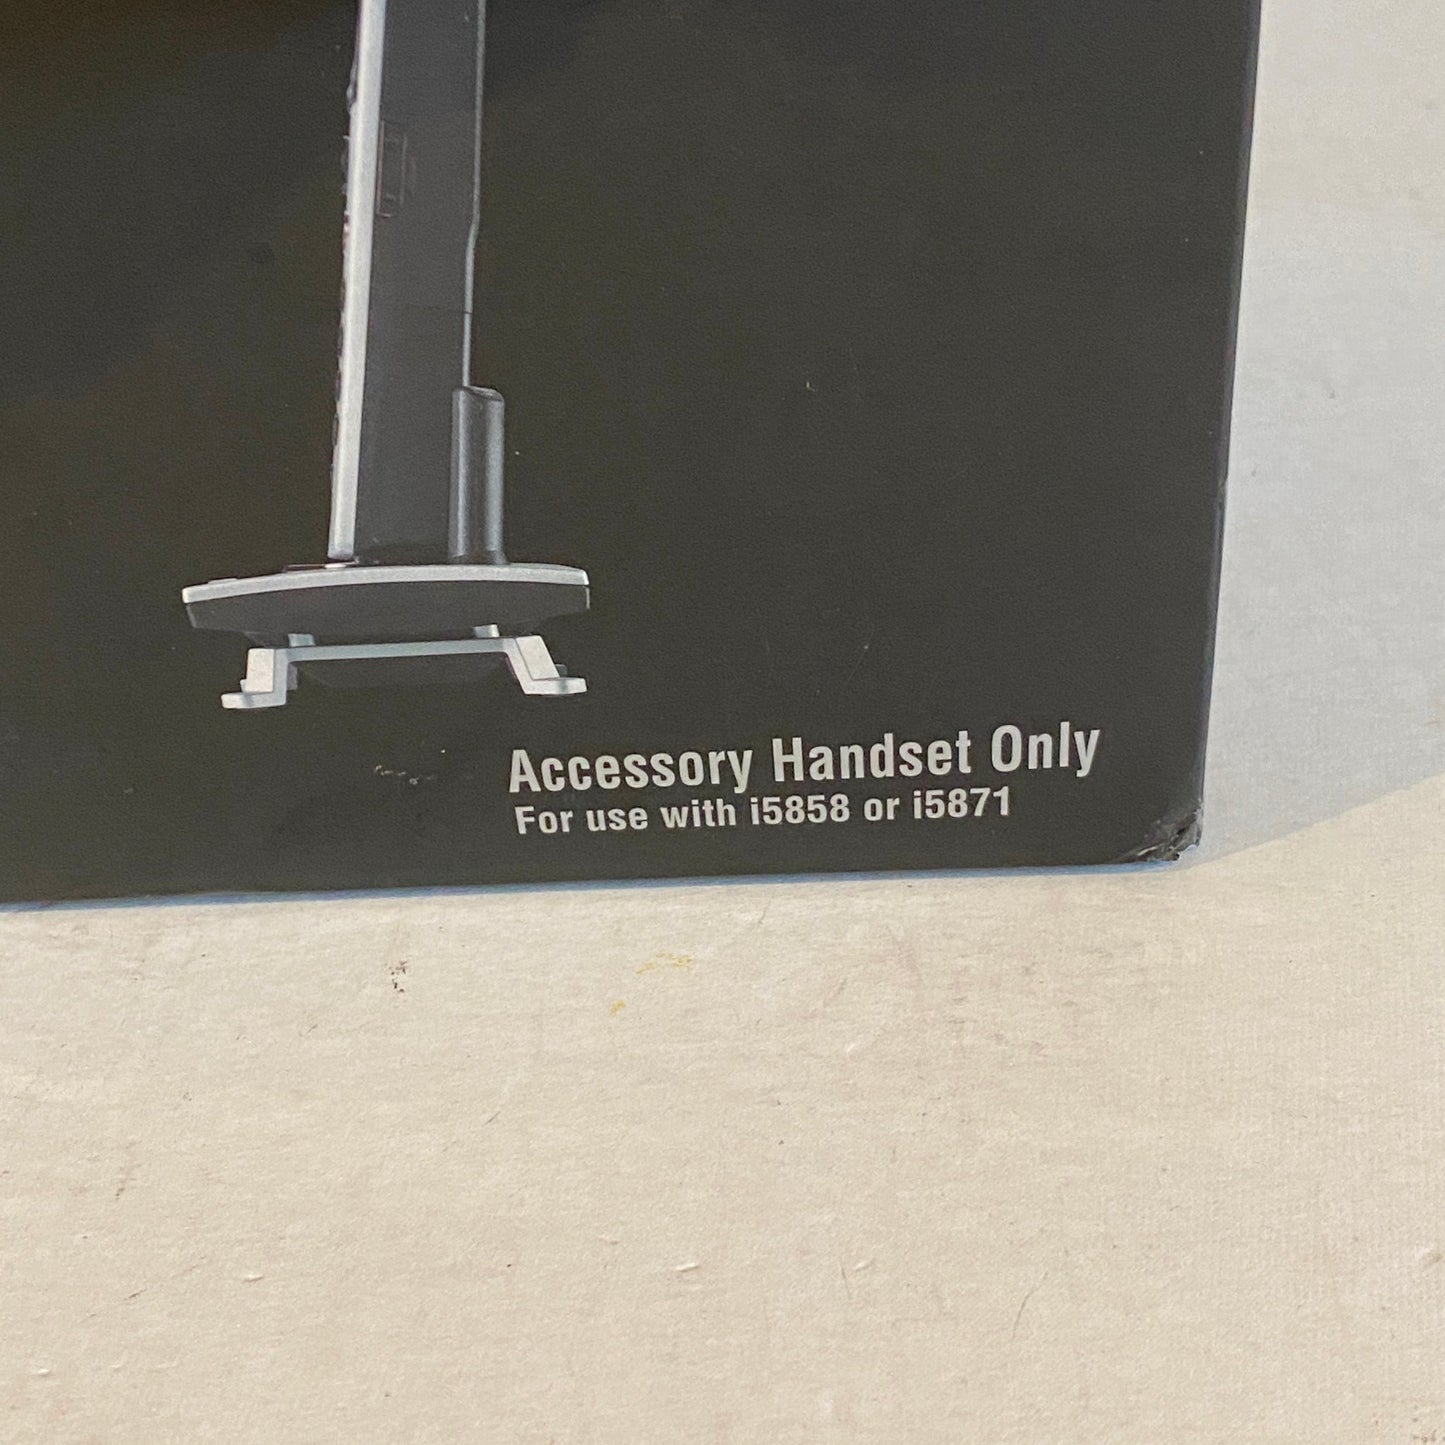 Accessory Handset Only
For use with i5858 or i5871